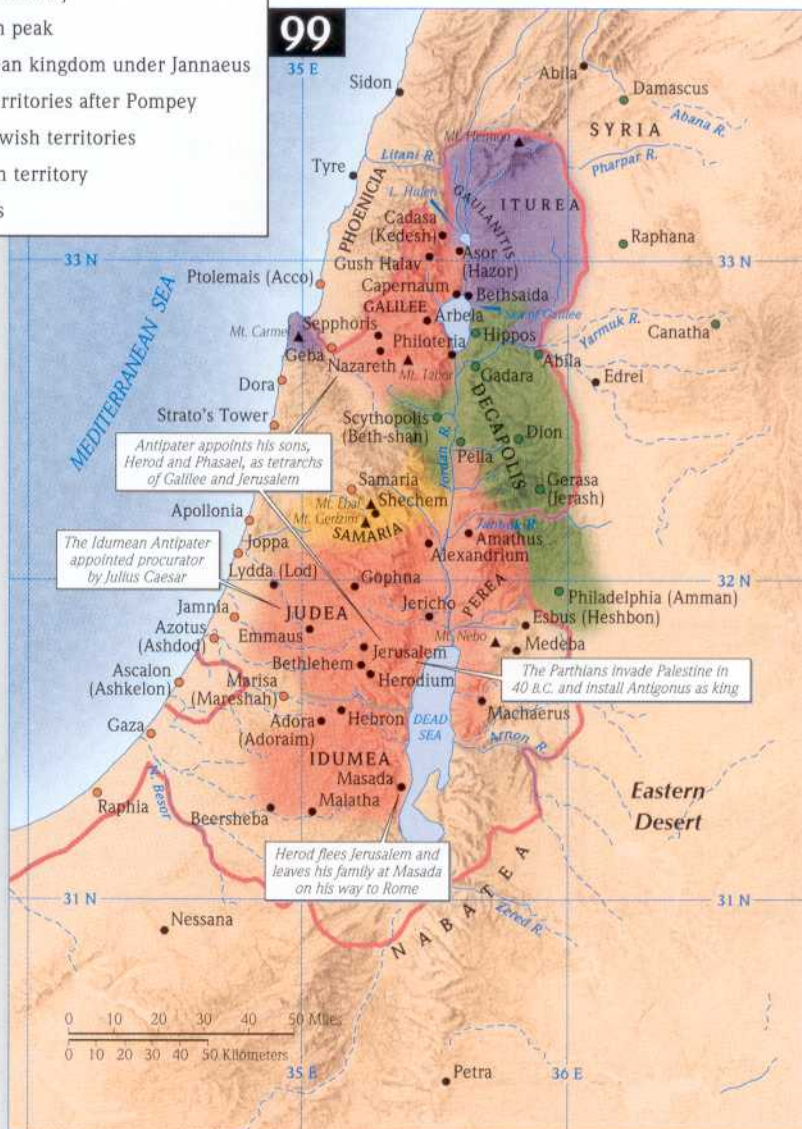 n peak
an kingdom under Jannaeus
erritories after Pompey
wish territories
n territory
s
99
35 E
Sidon
Abila
Damascus
Abana R.
SYRIA
Mt. Hermon
Litani R.
Pharpar R.
Tyre
PHOENICIA
L. Huleh
GAULANITIS
ITUREA
Cadasa
(Kedesh)
Raphana
33 N
Gush Halav
Asor
(Hazor)
33 N
Ptolemais (Acco)
Capernaum
Bethsaida
GALILEE
Arbela
Sea of Galilee
MEDITERRANEAN SEA
Mt. Carmel
Sepphoris
Hippos
Yarmuk R.
Canatha
Geba
Philoteria
Nazareth
Mt. Tabor
Abila
Gadara
Edrei
Dora
DECAPOLIS
Strato's Tower
Scythopolis
(Beth-shan)
Jordan R.
Dion
Pella
Antipater appoints his sons,
Herod and Phasael, as tetrarchs
of Galilee and Jerusalem
Samaria
Gerasa
(Jerash)
Mt. Ebal
Shechem
Apollonia
Mt. Gerizim
SAMARIA
Jabbok R.
Amathus
Joppa
Alexandrium
The Idumean Antipater
appointed procurator
by Julius Caesar
Lydda (Lod)
Gophna
32 N
PEREA
Philadelphia (Amman)
Jamnia
JUDEA
Jericho
Esbus (Heshbon)
Azotus
(Ashdod)
Emmaus
Mt. Nebo
Medeba
Jerusalem
Bethlehem
The Parthians invade Palestine in
40 B.C. and install Antigonus as king
Ascalon
(Ashkelon)
Marisa
(Mareshah)
Herodium
Machaerus
Gaza
Adora
(Adoraim)
Hebron
DEAD
SEA
Arnon R.
IDUMEA
Masada
Eastern
Desert
Raphia
N. Besor
Beersheba
Malatha
Herod flees Jerusalem and
leaves his family at Masada
on his way to Rome
31 N
31 N
NABATEA
Zered R.
Nessana
0 10 20 30 40 50 Miles
0 10 20 30 40 50 Kilometers
35 E
36 E
Petra